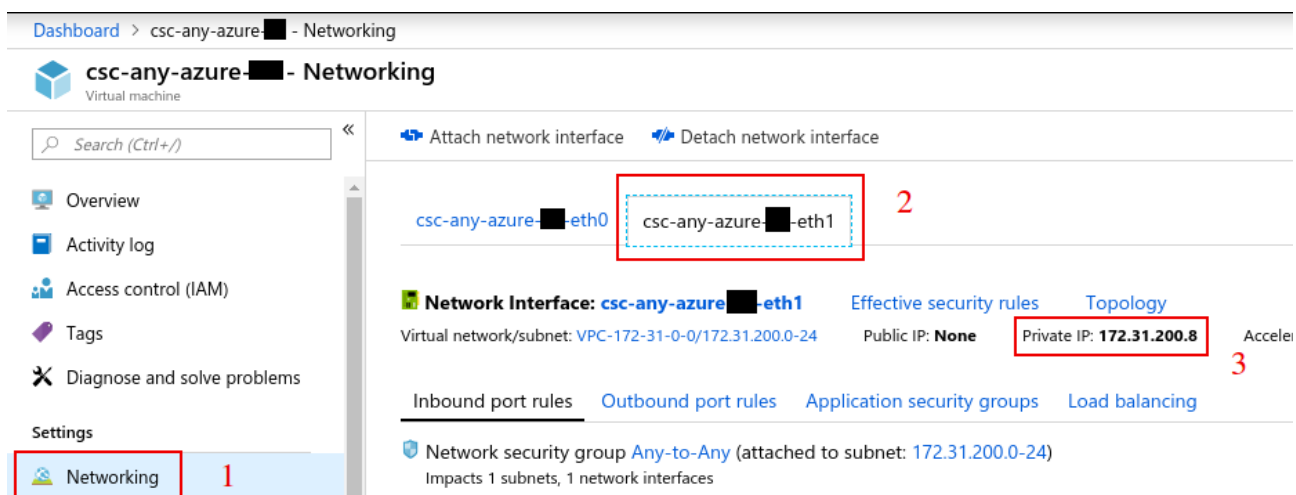 Dashboard > csc-any-azure- - Networking
csc-any-azure- - Networking
Virtual machine
Search (Ctrl+/)
«
Overview
Activity log
Access control (IAM)
Tags
Diagnose and solve problems
Settings
Networking
1
Attach network interface Detach network interface
csc-any-azure- -eth0 csc-any-azure- -eth1
2
Network Interface: csc-any-azure -eth1 Effective security rules Topology
Virtual network/subnet: VPC-172-31-0-0/172.31.200.0-24 Public IP: None Private IP: 172.31.200.8 Acceler
3
Inbound port rules Outbound port rules Application security groups Load balancing
Network security group Any-to-Any (attached to subnet: 172.31.200.0-24)
Impacts 1 subnets, 1 network interfaces